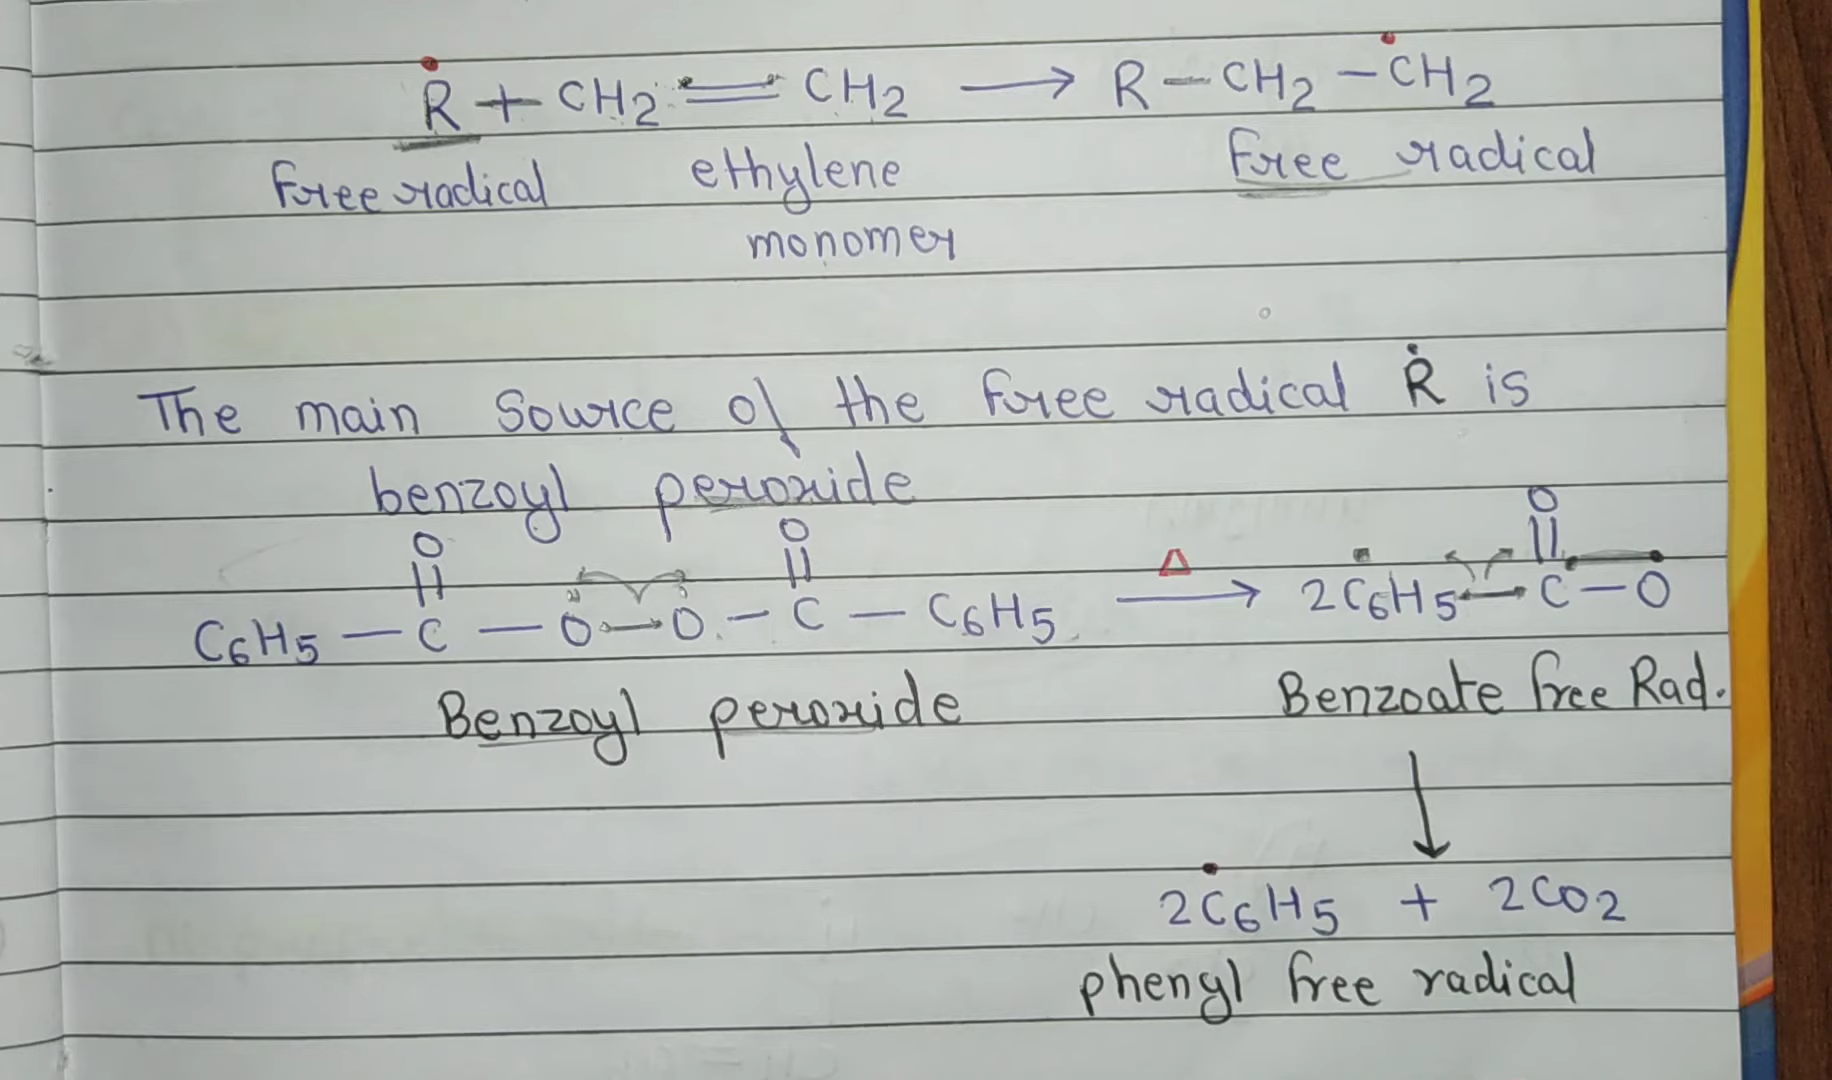 Ṙ + CH2 = CH2 → R – CH2 – ĊH2
free radical ethylene free radical
monomer
The main source of the free radical Ṙ is
benzoyl peroxide
O O Δ O
|| || ||
C6H5 — C — O — O — C — C6H5 → 2C6H5 — C — O
Benzoyl peroxide Benzoate free Rad.
↓
2Ċ6H5 + 2CO2
phenyl free radical